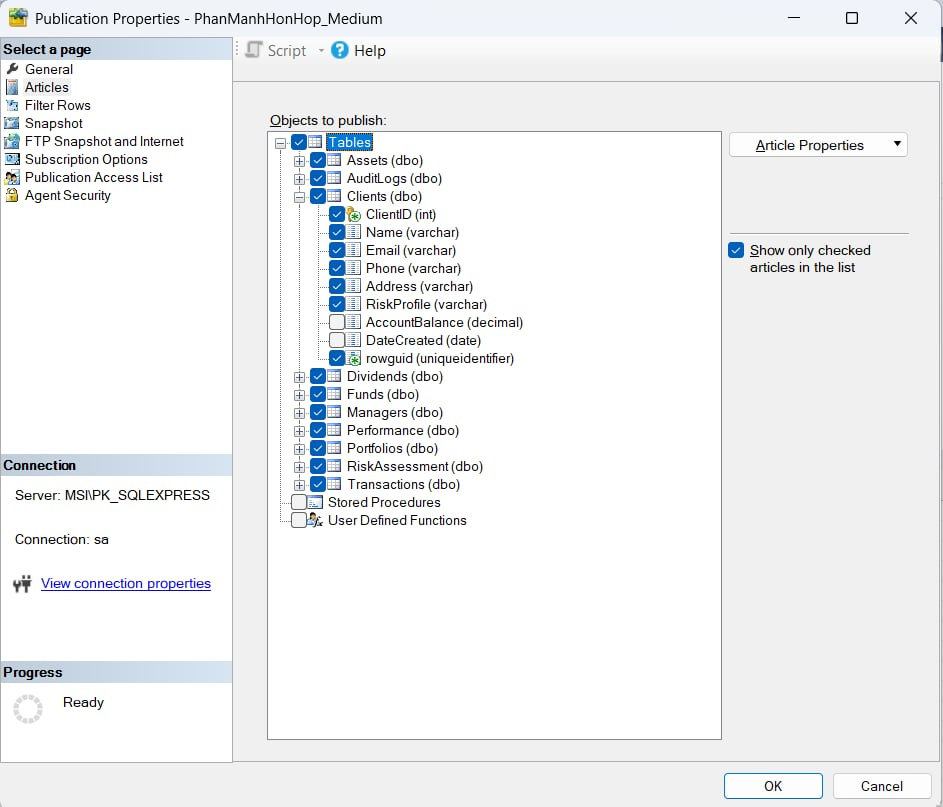 Publication Properties - PhanManhHonHop_Medium
Select a page
General
Articles
Filter Rows
Snapshot
FTP Snapshot and Internet
Subscription Options
Publication Access List
Agent Security
Script
Help
Objects to publish:
Tables
Assets (dbo)
AuditLogs (dbo)
Clients (dbo)
ClientID (int)
Name (varchar)
Email (varchar)
Phone (varchar)
Address (varchar)
RiskProfile (varchar)
AccountBalance (decimal)
DateCreated (date)
rowguid (uniqueidentifier)
Dividends (dbo)
Funds (dbo)
Managers (dbo)
Performance (dbo)
Portfolios (dbo)
RiskAssessment (dbo)
Transactions (dbo)
Stored Procedures
User Defined Functions
Article Properties
Show only checked
articles in the list
Connection
Server: MSI\PK_SQLEXPRESS
Connection: sa
View connection properties
Progress
Ready
OK
Cancel